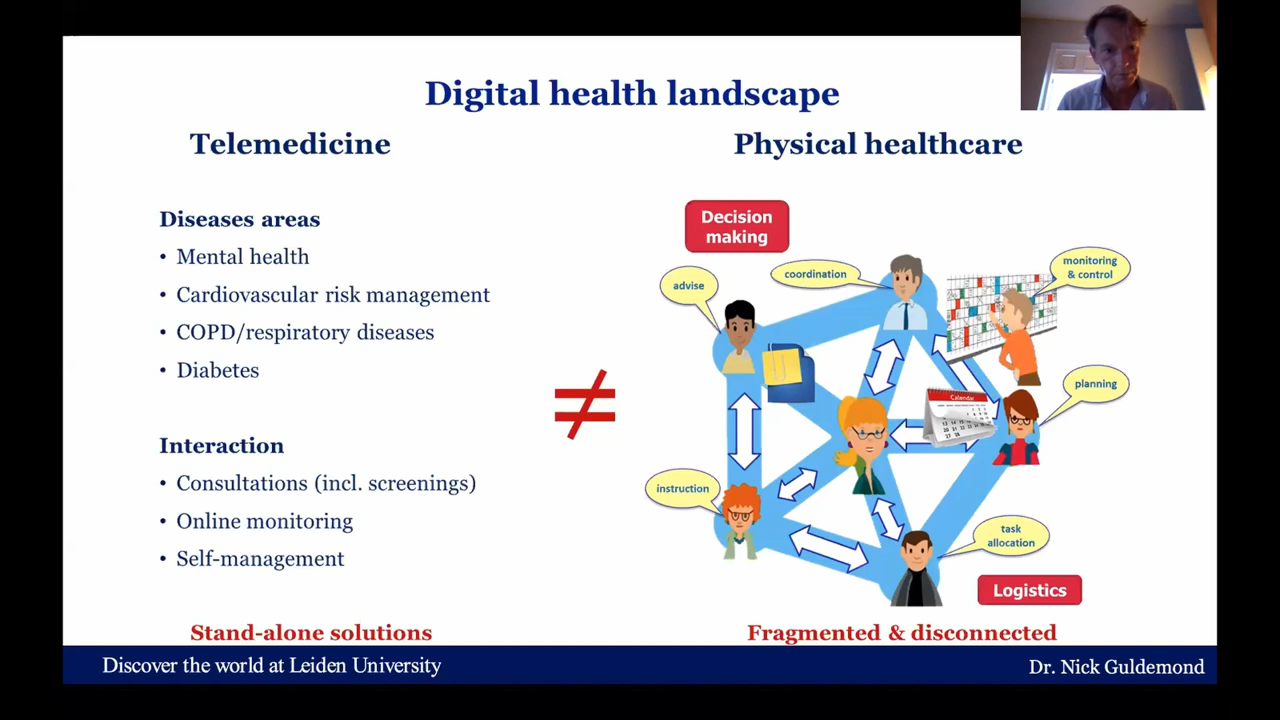 Digital health landscape
Telemedicine
Physical healthcare
Diseases areas
• Mental health
• Cardiovascular risk management
• COPD/respiratory diseases
• Diabetes
Interaction
• Consultations (incl. screenings)
• Online monitoring
• Self-management
Stand-alone solutions
≠
Decision
making
advise
coordination
monitoring
& control
Calendar
planning
instruction
task
allocation
Logistics
Fragmented & disconnected
Discover the world at Leiden University
Dr. Nick Guldemond